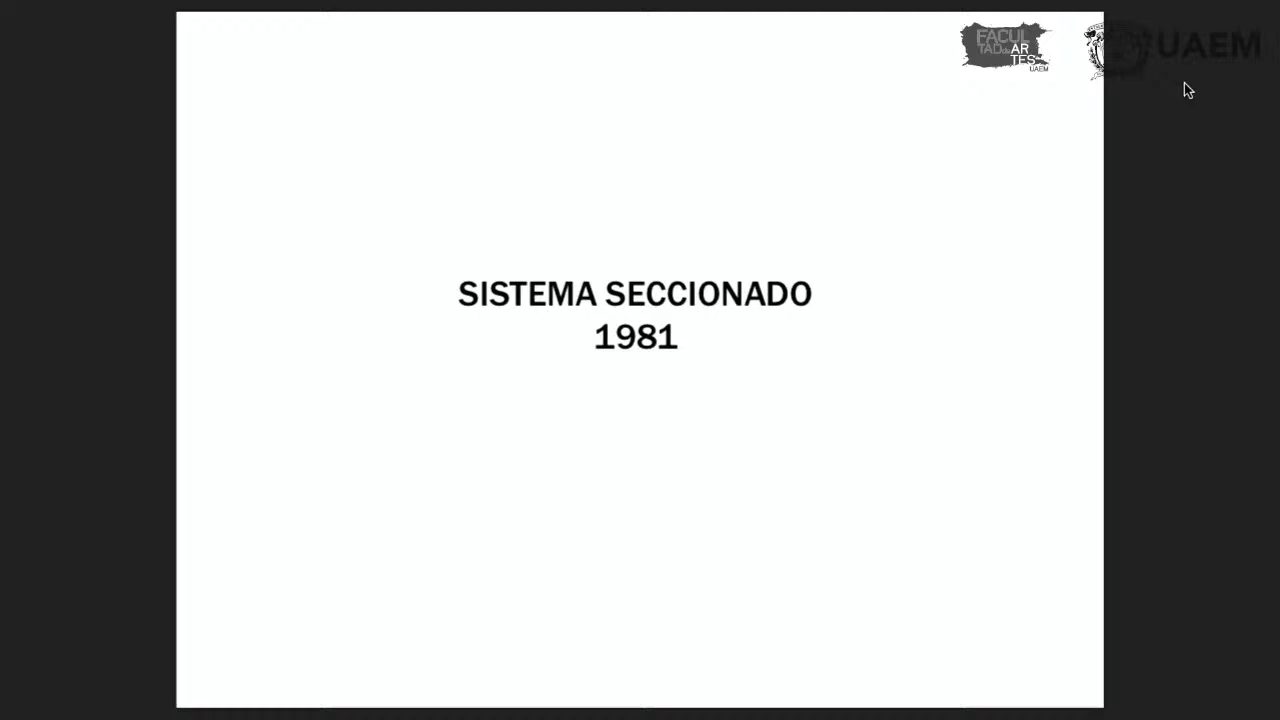 FACUL
TAD de AR
TES
UAEM
UAEM
SISTEMA SECCIONADO
1981